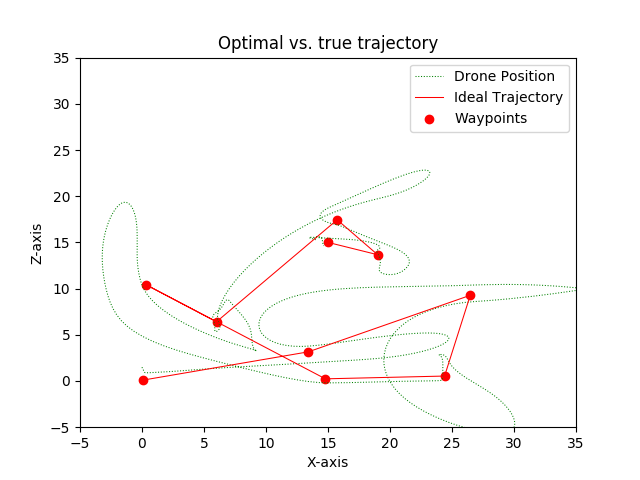 Optimal vs. true trajectory
Drone Position
Ideal Trajectory
Waypoints
35
30
25
20
15
10
5
0
−5
Z-axis
−5 0 5 10 15 20 25 30 35
X-axis